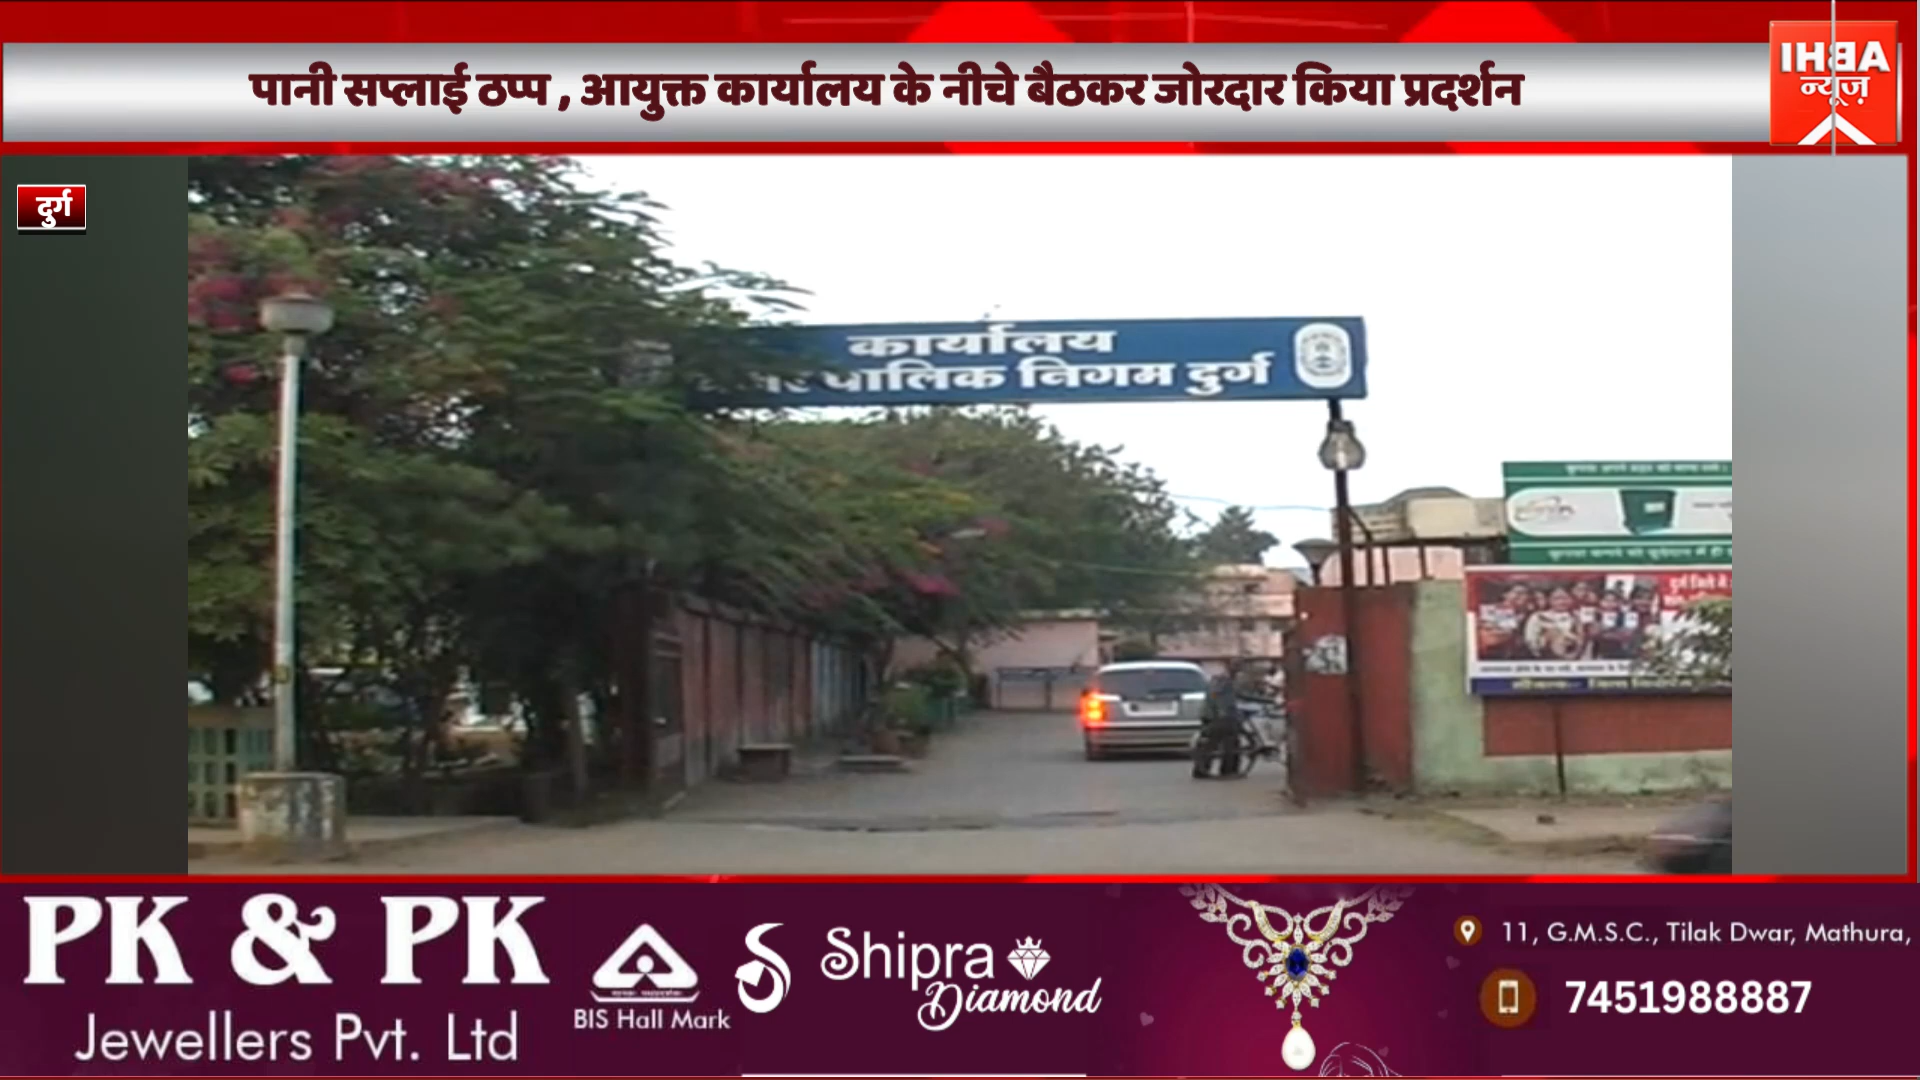 पानी सप्लाई ठप्प , आयुक्त कार्यालय के नीचे बैठकर जोरदार किया प्रदर्शन
न्यूज़
दुर्ग
कार्यालय
पालिक निगम दुर्ग
PK & PK
Jewellers Pvt. Ltd
BIS Hall Mark
Shipra
Diamond
11, G.M.S.C., Tilak Dwar, Mathura,
7451988887